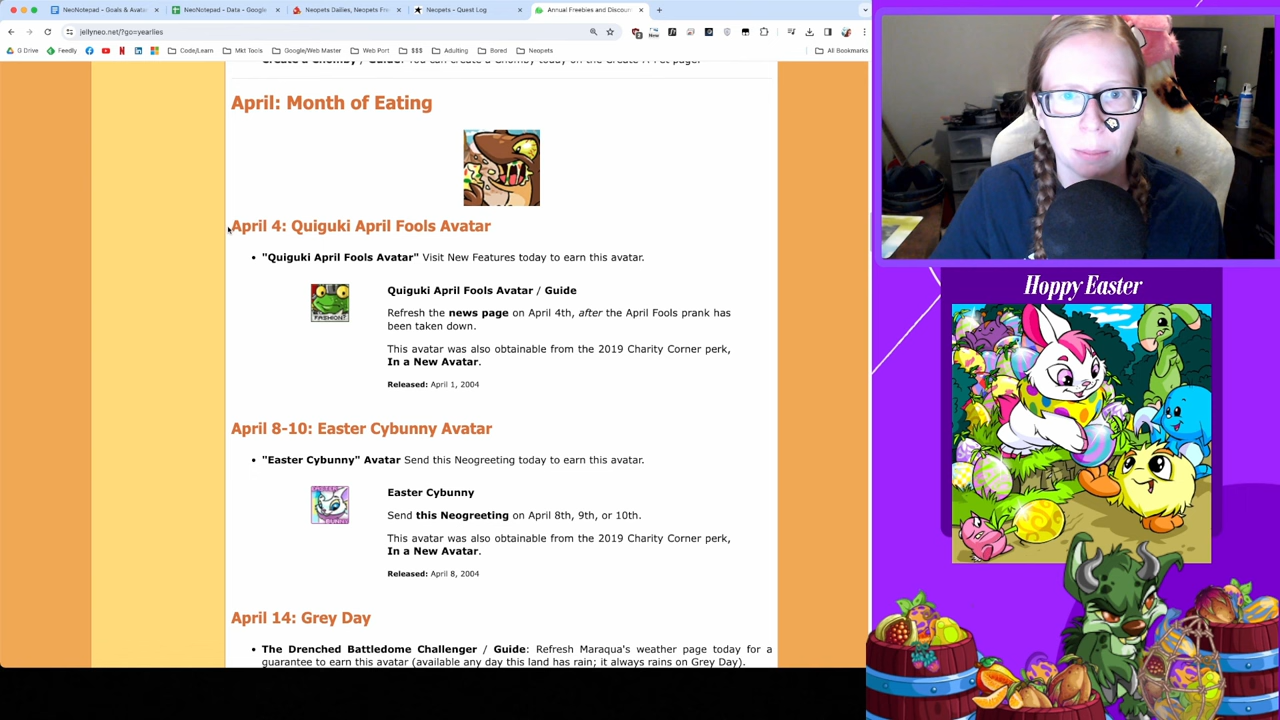 NeoNotepad - Goals & Avata
NeoNotepad - Data - Google
Neopets Dailies, Neopets Fre
Neopets - Quest Log
Annual Freebies and Discoun
jellyneo.net/?go=yearlies
G Drive
Feedly
Code/Learn
Mkt Tools
Google/Web Master
Web Port
$$$
Adulting
Bored
Neopets
All Bookmarks
Create a Chomby / Guide: You can create a Chomby today on the Create A Pet page.
April: Month of Eating
April 4: Quiguki April Fools Avatar
"Quiguki April Fools Avatar" Visit New Features today to earn this avatar.
FASHION?
Quiguki April Fools Avatar / Guide
Refresh the news page on April 4th, after the April Fools prank has
been taken down.
This avatar was also obtainable from the 2019 Charity Corner perk,
In a New Avatar.
Released: April 1, 2004
April 8-10: Easter Cybunny Avatar
"Easter Cybunny" Avatar Send this Neogreeting today to earn this avatar.
Easter Cybunny
Send this Neogreeting on April 8th, 9th, or 10th.
This avatar was also obtainable from the 2019 Charity Corner perk,
In a New Avatar.
Released: April 8, 2004
April 14: Grey Day
The Drenched Battledome Challenger / Guide: Refresh Maraqua's weather page today for a
guarantee to earn this avatar (available any day this land has rain; it always rains on Grey Day).
Hoppy Easter